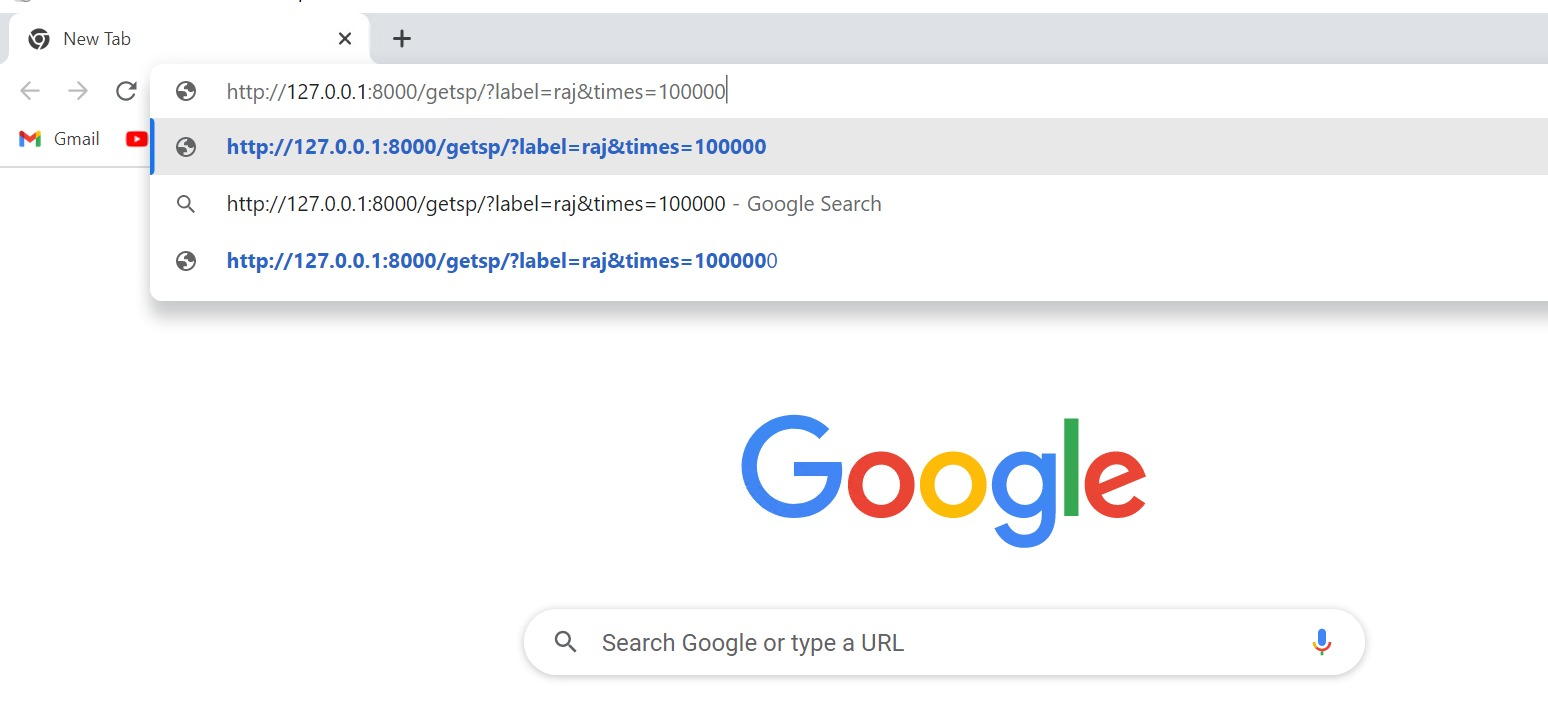 New Tab
http://127.0.0.1:8000/getsp/?label=raj&times=100000
Gmail
http://127.0.0.1:8000/getsp/?label=raj&times=100000
http://127.0.0.1:8000/getsp/?label=raj&times=100000 - Google Search
http://127.0.0.1:8000/getsp/?label=raj&times=1000000
Google
Search Google or type a URL